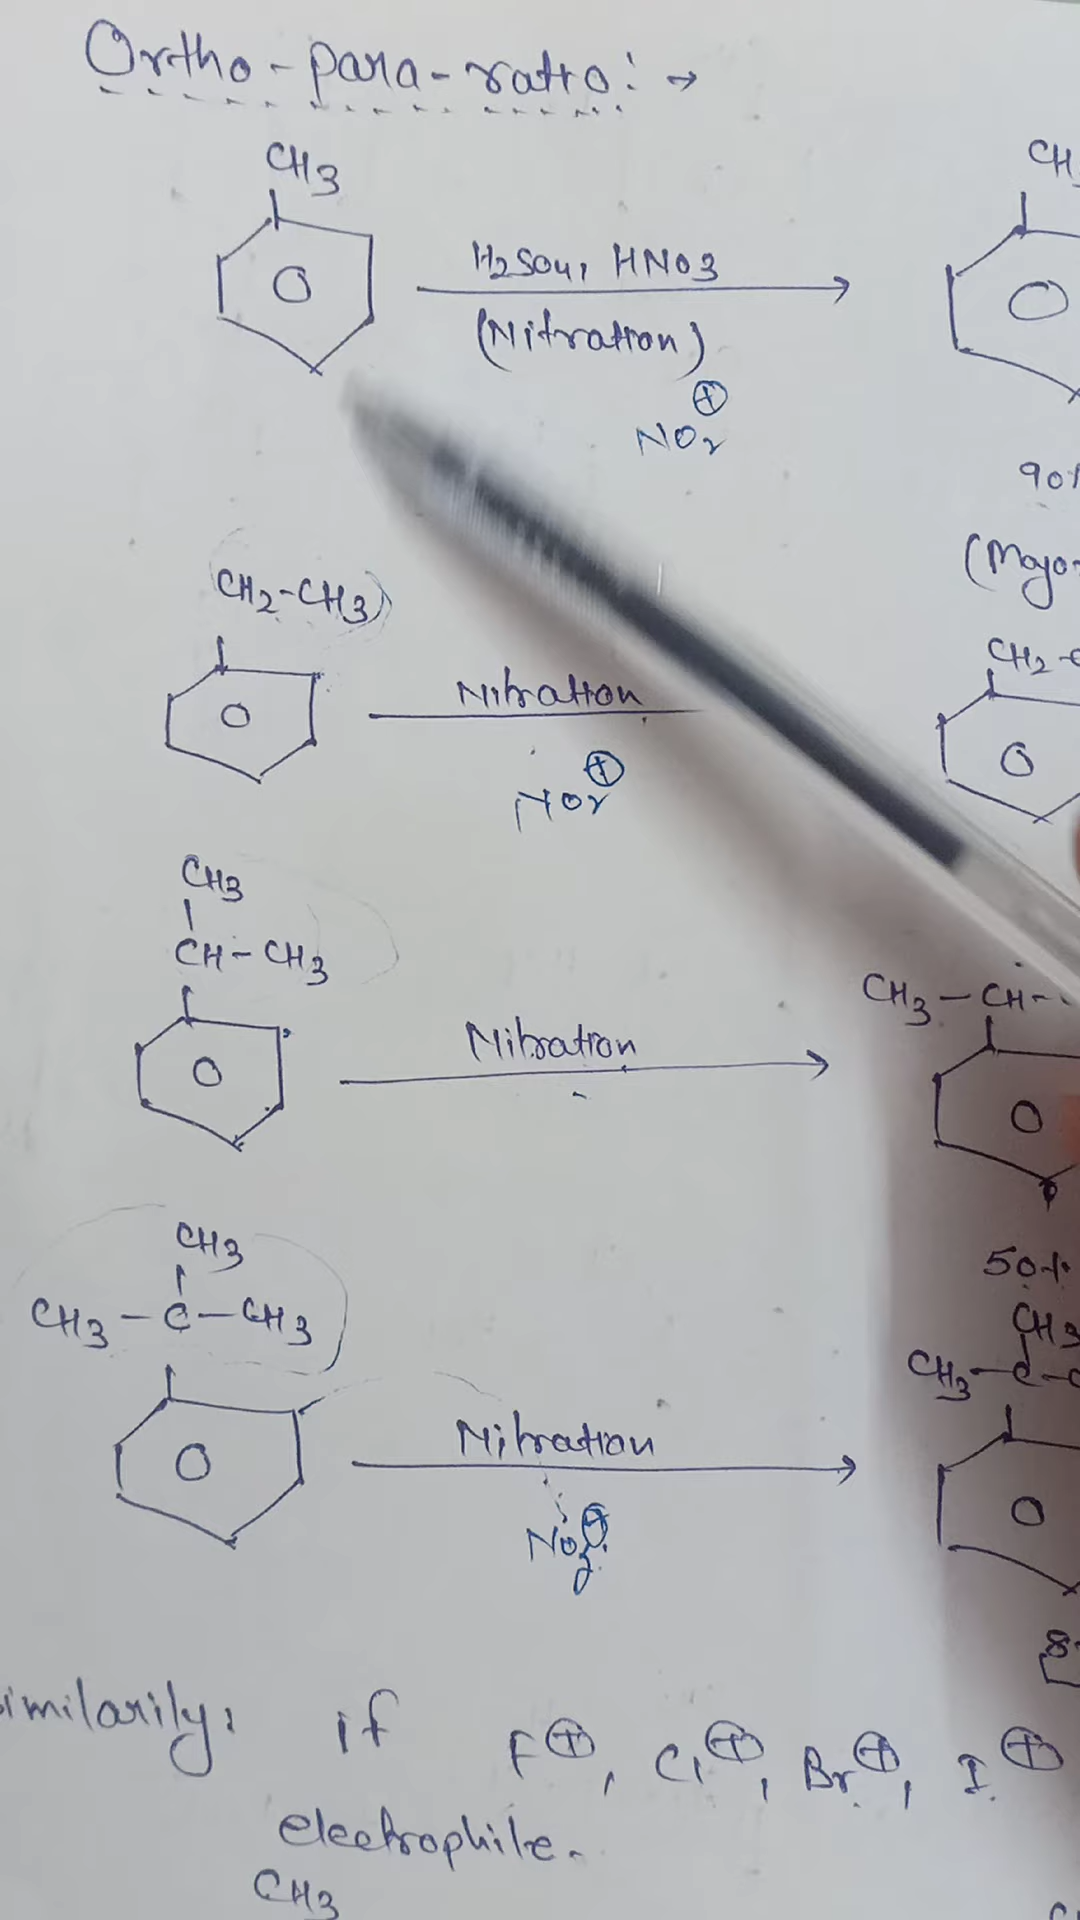 Ortho-para-ratio: →
CH3
CH
H2SO4, HNO3
(Nitration)
NO2 ⊕
90%
(Major
CH2-CH3
CH2-
Nitration
NO2 ⊕
CH3
CH-CH3
CH3-CH-
Nitration
50%
CH3
CH3-C-CH3
CH3
CH3-C-C
Nitration
NO2 ⊕
8
similarily, if F⊕, Cl⊕, Br⊕, I⊕
electrophile.
CH3